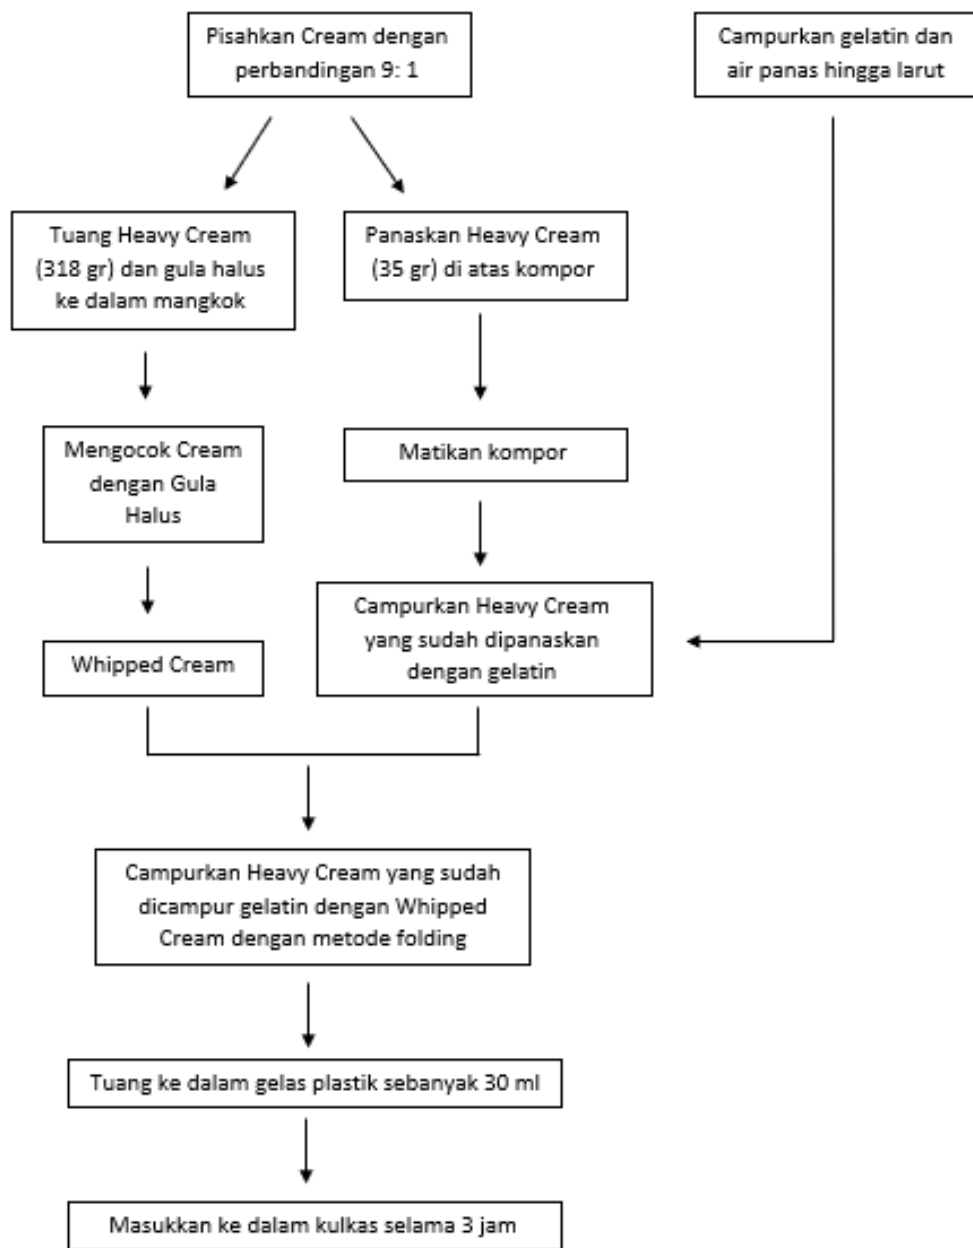 Pisahkan Cream dengan
perbandingan 9: 1
Campurkan gelatin dan
air panas hingga larut
Tuang Heavy Cream
(318 gr) dan gula halus
ke dalam mangkok
Panaskan Heavy Cream
(35 gr) di atas kompor
Mengocok Cream
dengan Gula
Halus
Matikan kompor
Whipped Cream
Campurkan Heavy Cream
yang sudah dipanaskan
dengan gelatin
Campurkan Heavy Cream yang sudah
dicampur gelatin dengan Whipped
Cream dengan metode folding
Tuang ke dalam gelas plastik sebanyak 30 ml
Masukkan ke dalam kulkas selama 3 jam